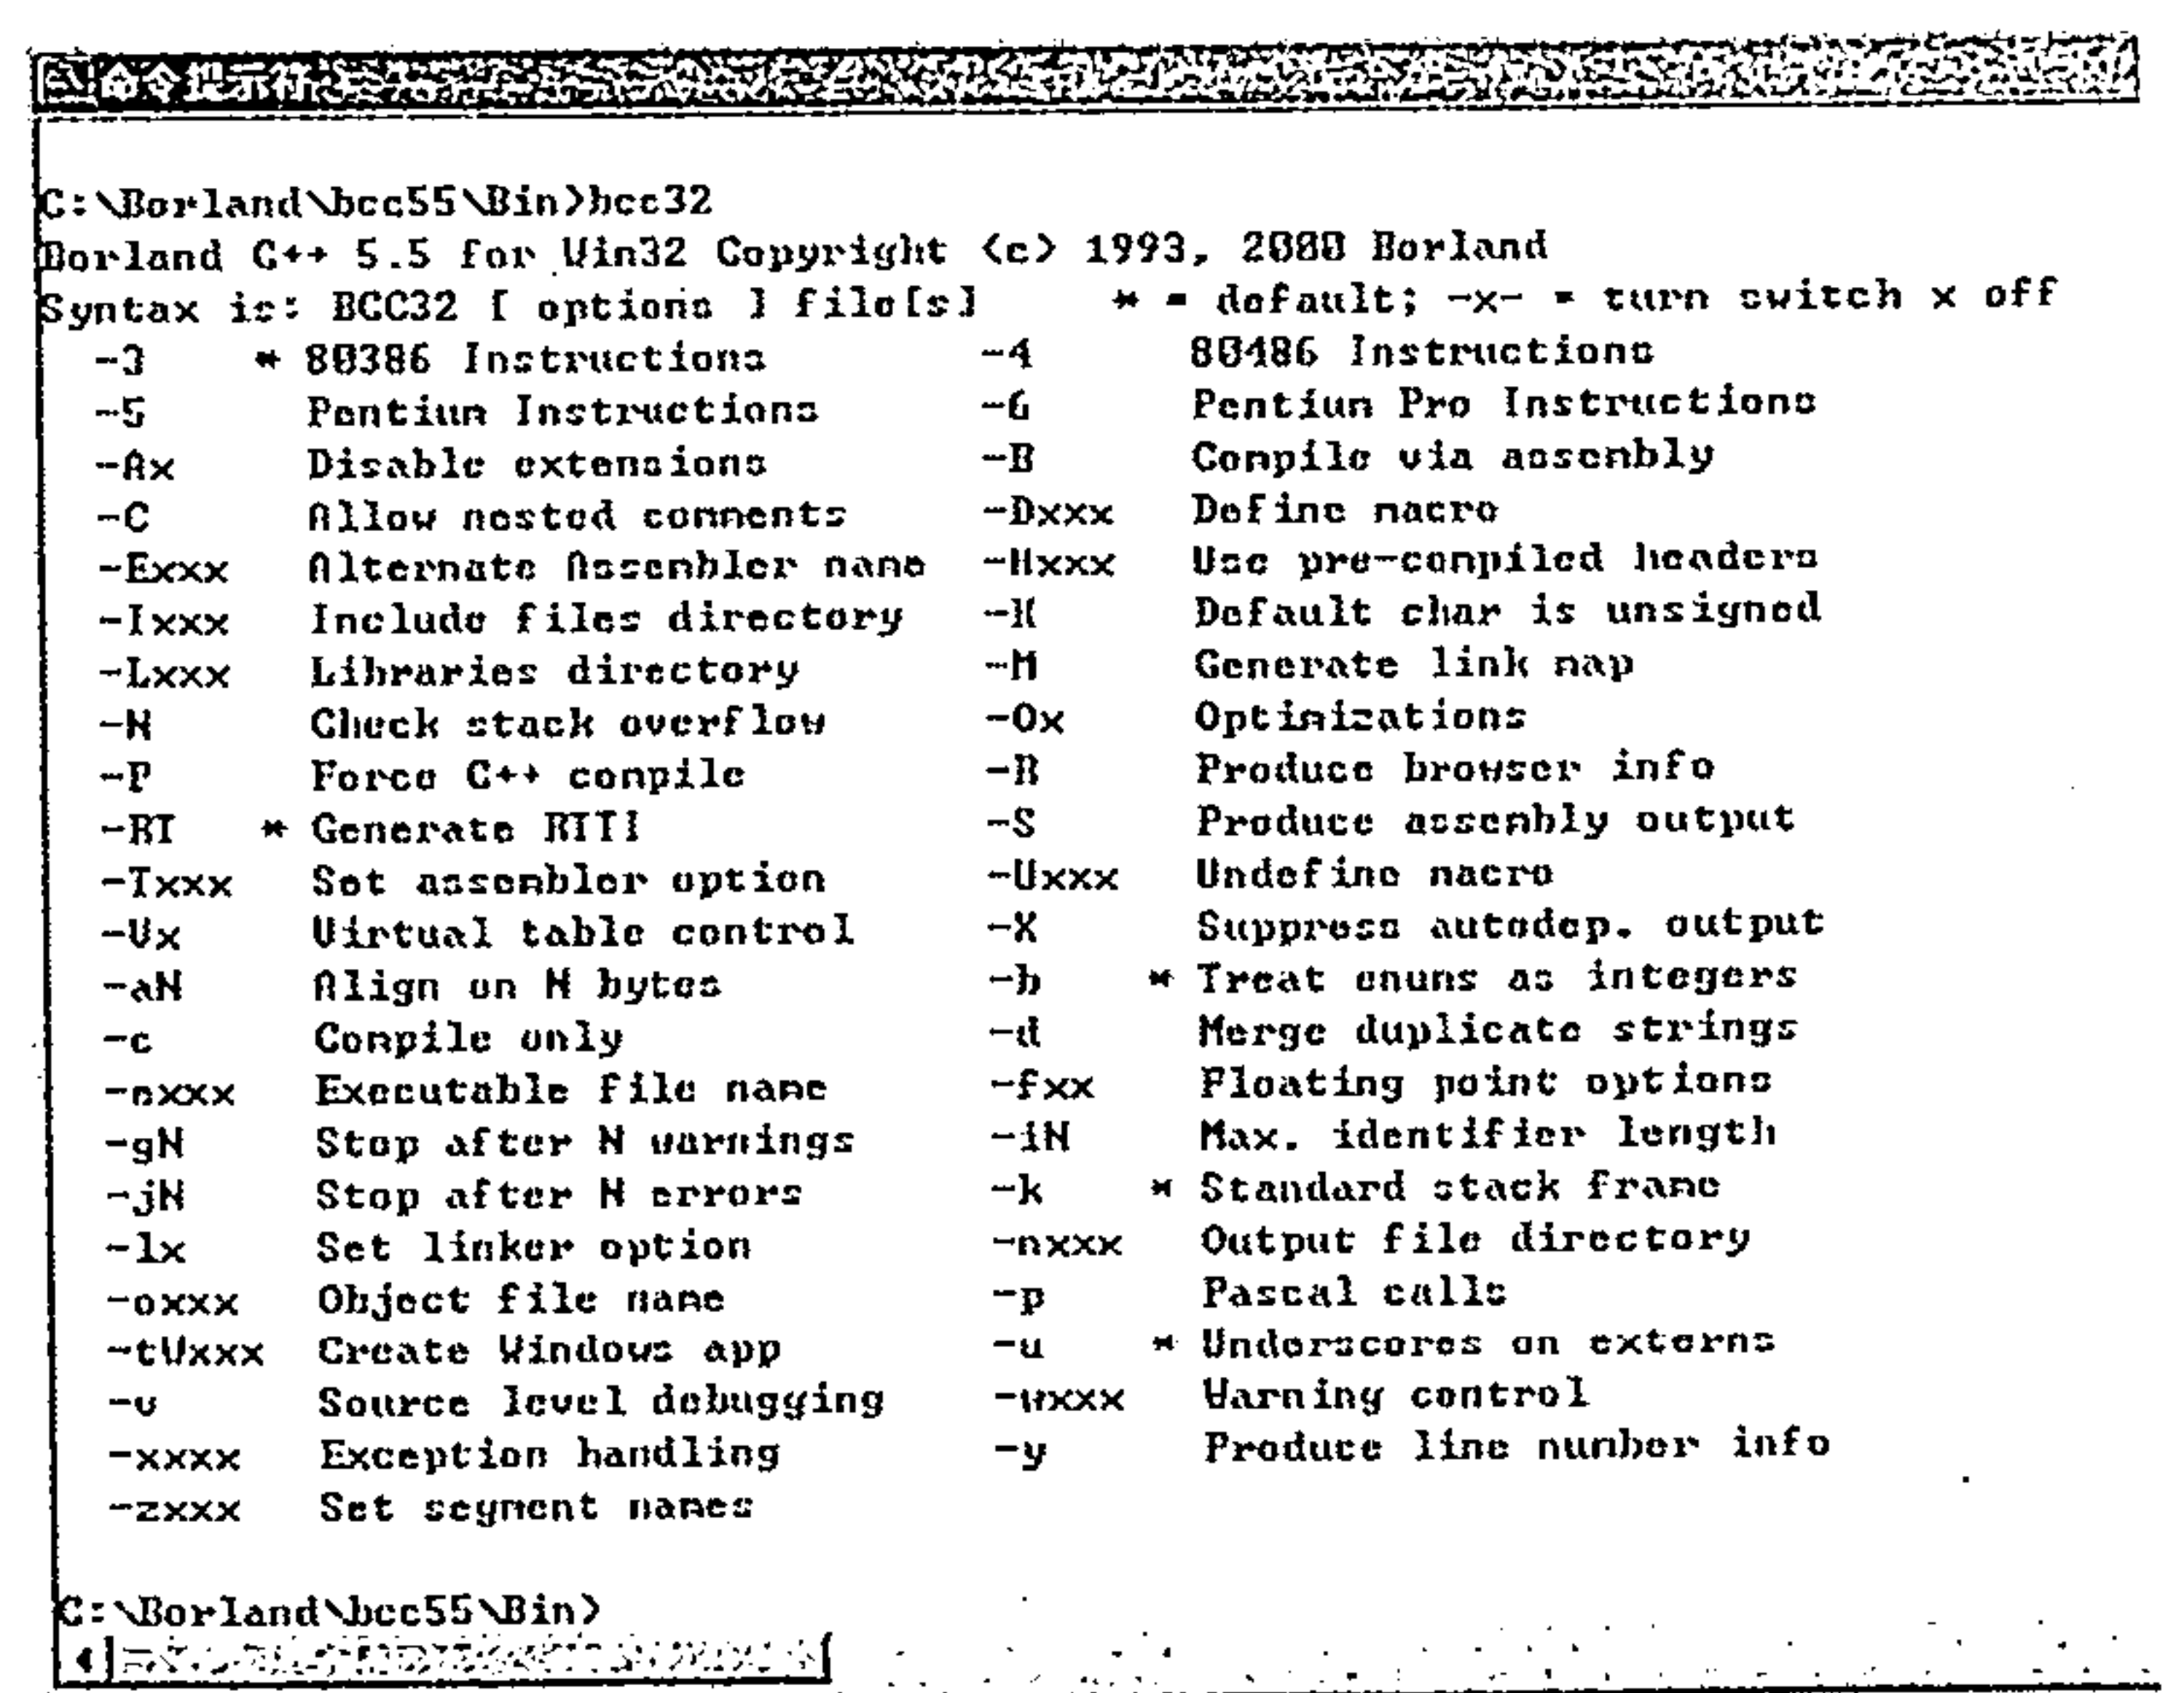 命令提示符
C:\Borland\bcc55\Bin>bcc32
Borland C++ 5.5 for Win32 Copyright (c) 1993, 2000 Borland
Syntax is: BCC32 [ options ] file[s]     * = default; -x- = turn switch x off
-3 * 80386 Instructions -4 80486 Instructions
-5 Pentium Instructions -6 Pentium Pro Instructions
-Ax Disable extensions -B Compile via assembly
-C Allow nested comments -Dxxx Define macro
-Exxx Alternate Assembler name -Hxxx Use pre-compiled headers
-Ixxx Include files directory -K Default char is unsigned
-Lxxx Libraries directory -M Generate link map
-N Check stack overflow -Ox Optimizations
-P Force C++ compile -R Produce browser info
-RT * Generate RTTI -S Produce assembly output
-Txxx Set assembler option -Uxxx Undefine macro
-Vx Virtual table control -X Suppress autodep. output
-aN Align on N bytes -b * Treat enums as integers
-c Compile only -d Merge duplicate strings
-exxx Executable file name -fxx Floating point options
-gN Stop after N warnings -iN Max. identifier length
-jN Stop after N errors -k * Standard stack frame
-lx Set linker option -nxxx Output file directory
-oxxx Object file name -p Pascal calls
-tWxxx Create Windows app -u * Underscores on externs
-v Source level debugging -wxxx Warning control
-xxxx Exception handling -y Produce line number info
-zxxx Set segment names
C:\Borland\bcc55\Bin>